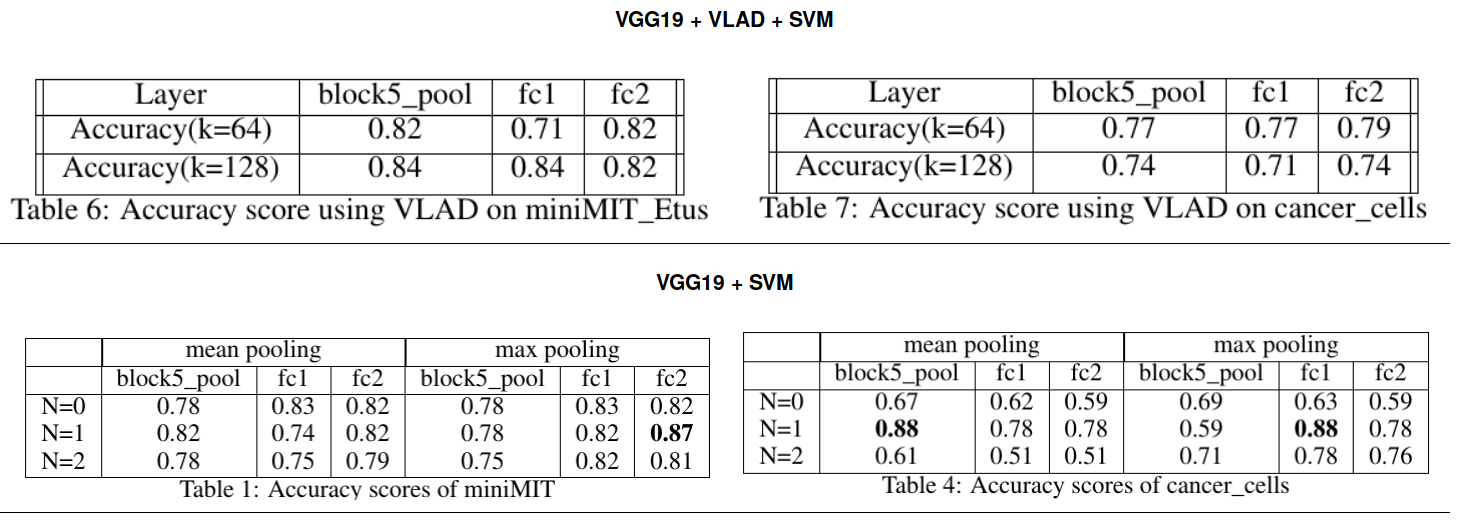 VGG19 + VLAD + SVM
Layer block5_pool fc1 fc2
Accuracy(k=64) 0.82 0.71 0.82
Accuracy(k=128) 0.84 0.84 0.82
Table 6: Accuracy score using VLAD on miniMIT_Etus
Layer block5_pool fc1 fc2
Accuracy(k=64) 0.77 0.77 0.79
Accuracy(k=128) 0.74 0.71 0.74
Table 7: Accuracy score using VLAD on cancer_cells
VGG19 + SVM
mean pooling max pooling
block5_pool fc1 fc2 block5_pool fc1 fc2
N=0 0.78 0.83 0.82 0.78 0.83 0.82
N=1 0.82 0.74 0.82 0.78 0.82 0.87
N=2 0.78 0.75 0.79 0.75 0.82 0.81
Table 1: Accuracy scores of miniMIT
mean pooling max pooling
block5_pool fc1 fc2 block5_pool fc1 fc2
N=0 0.67 0.62 0.59 0.69 0.63 0.59
N=1 0.88 0.78 0.78 0.59 0.88 0.78
N=2 0.61 0.51 0.51 0.71 0.78 0.76
Table 4: Accuracy scores of cancer_cells